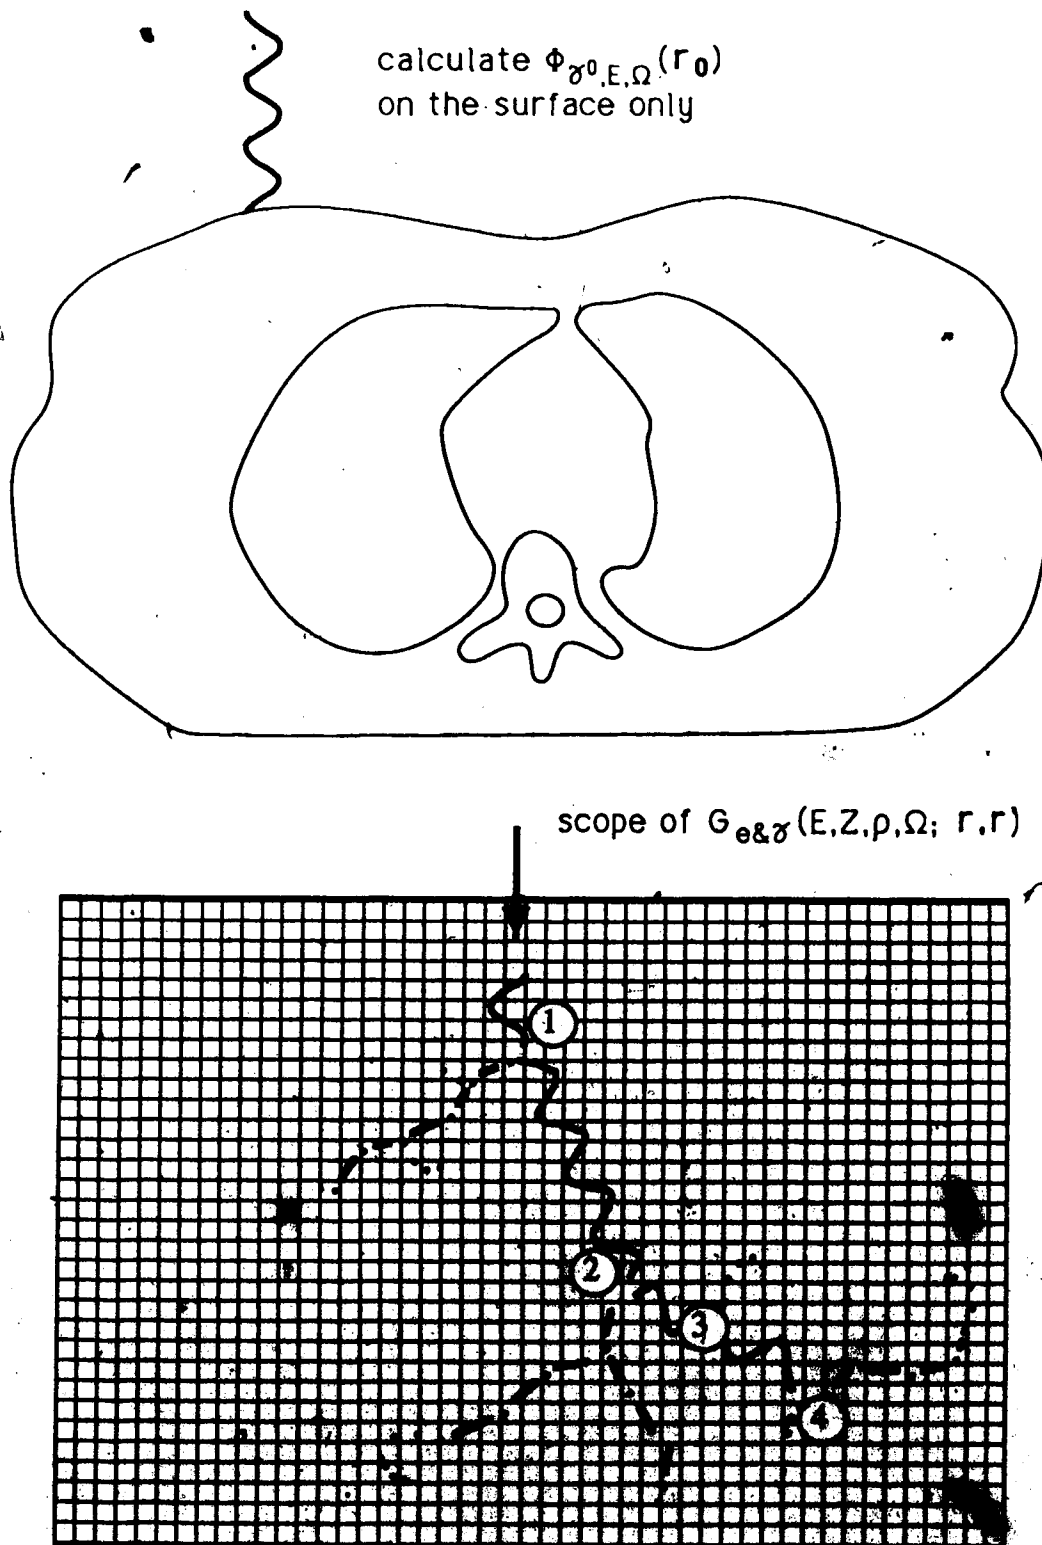 calculate Φγ⁰,E,Ω(r₀)
on the surface only
scope of Ge&γ(E,Z,ρ,Ω; r,r)
1
2
3
4